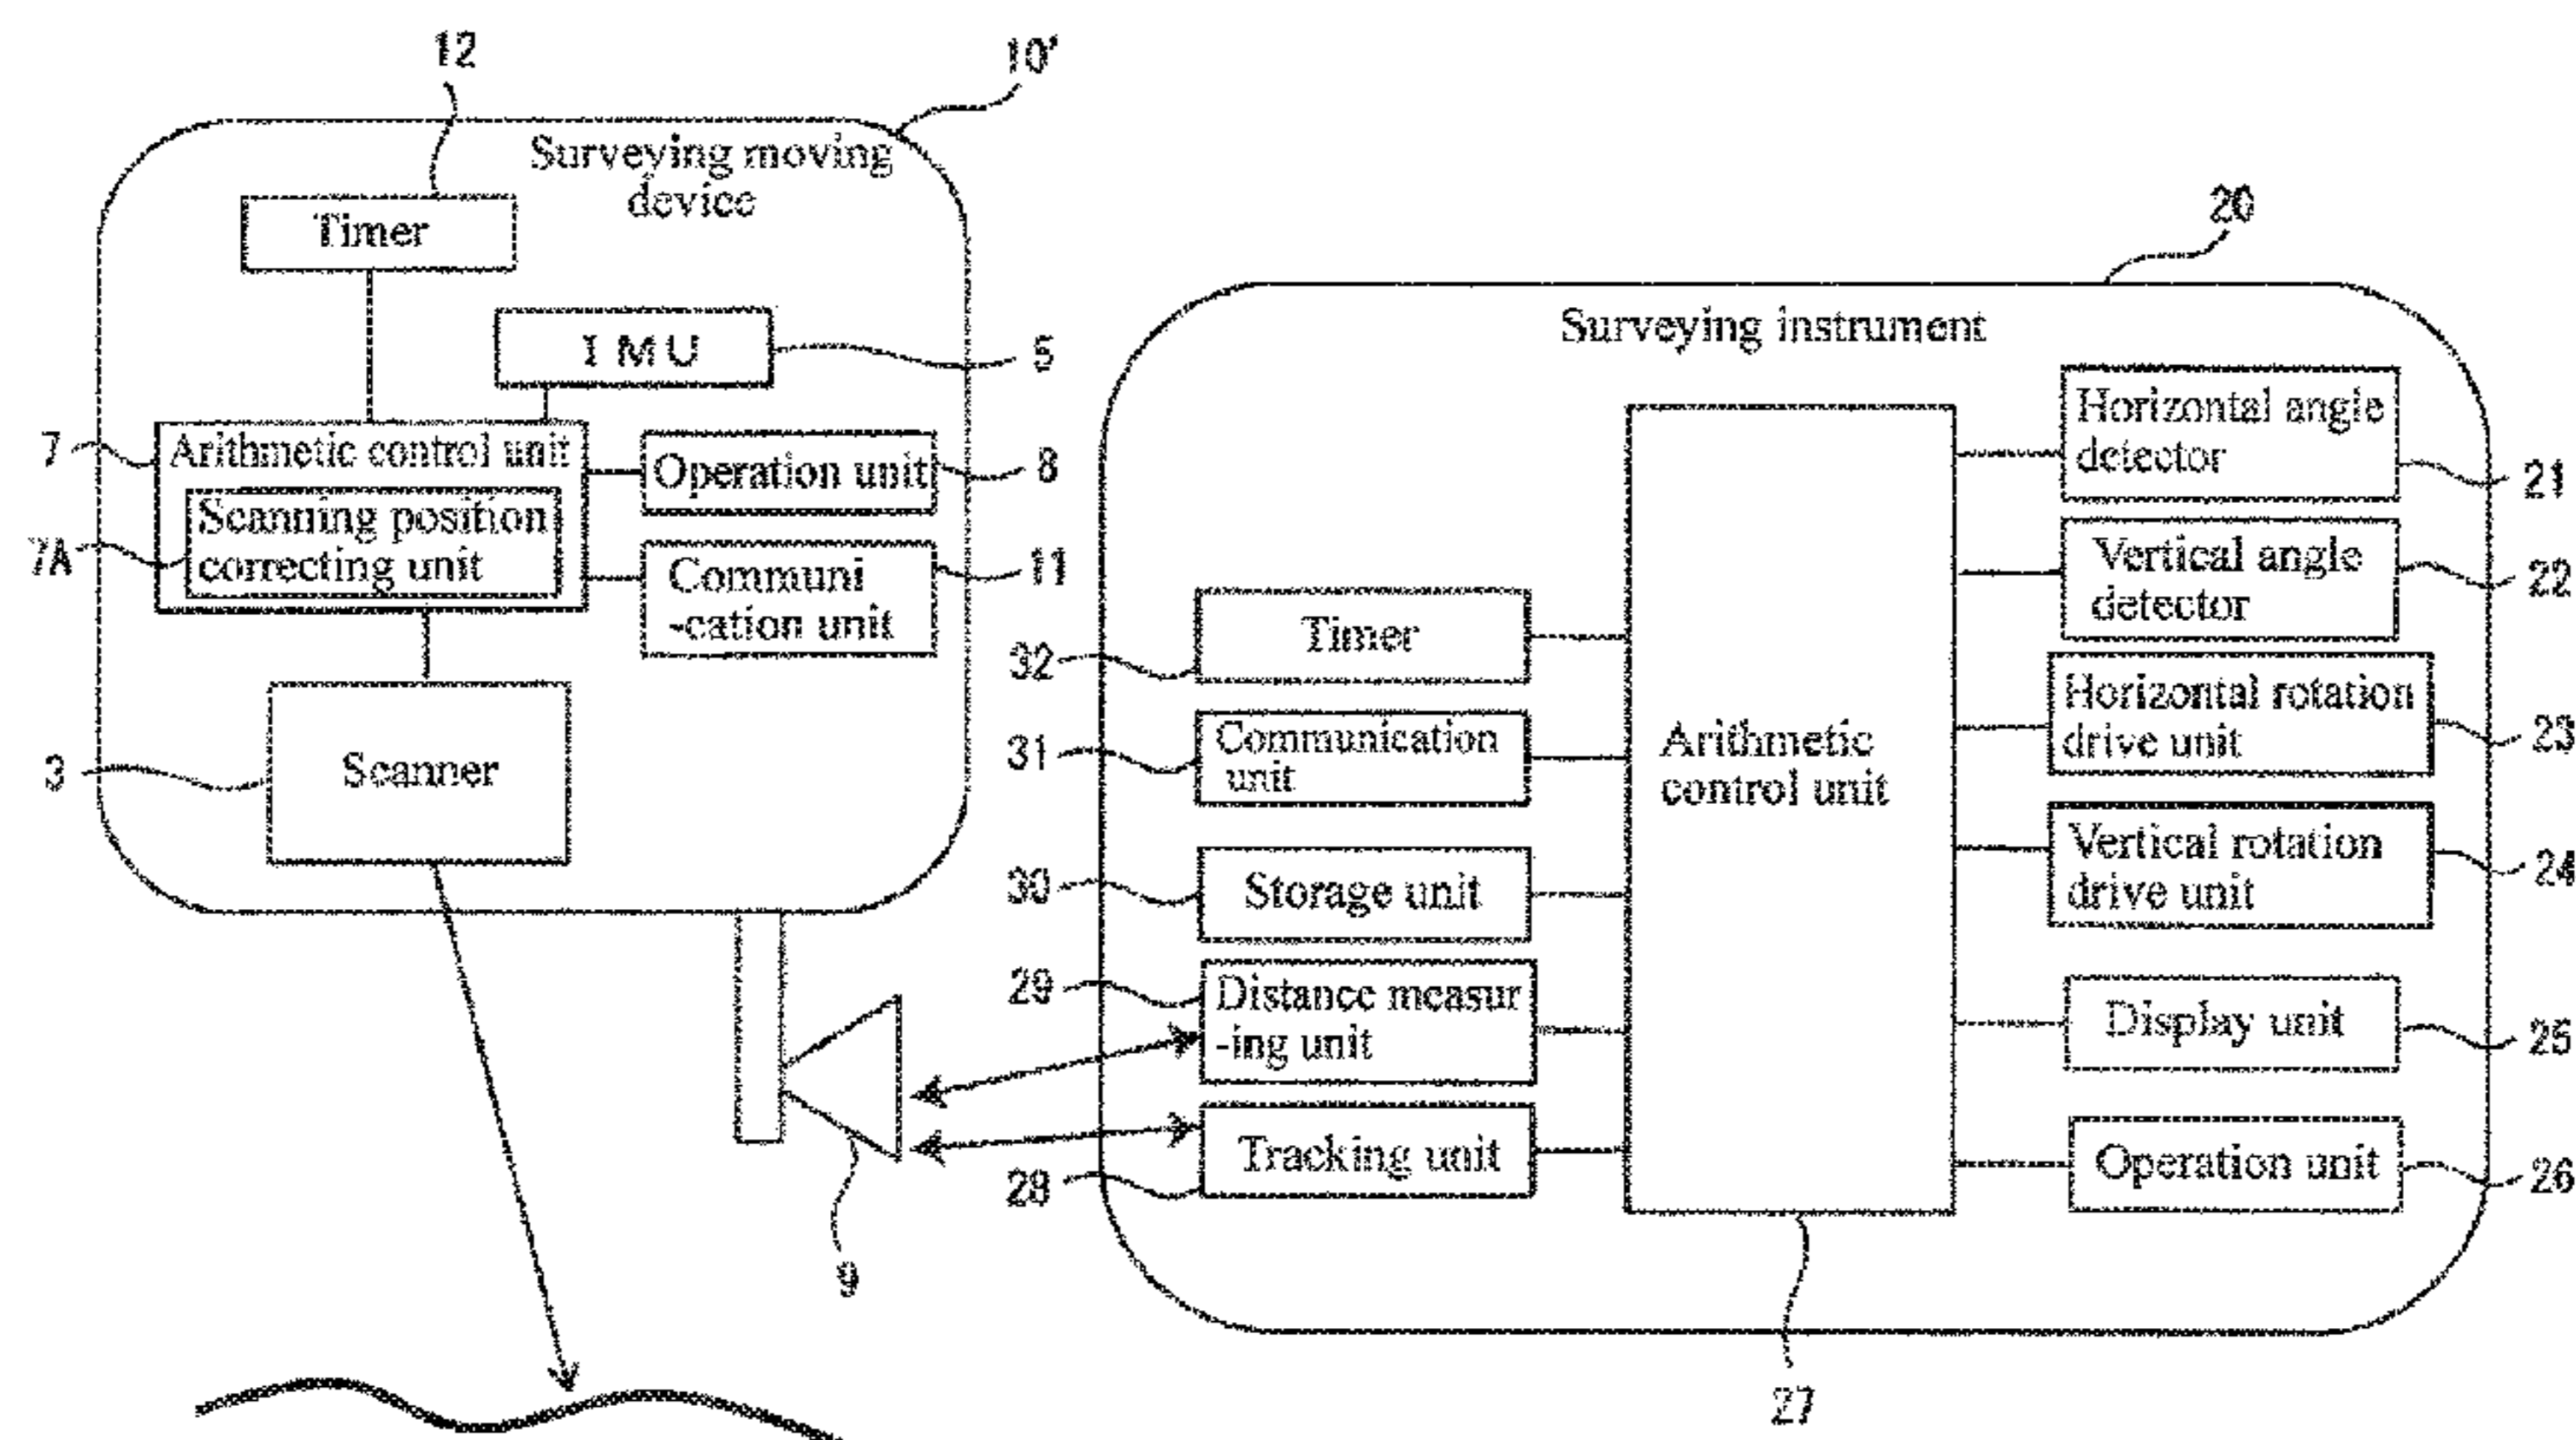 12
10'
Surveying moving
device
Timer
IMU
5
7
Arithmetic control unit
Operation unit
8
7A
Scanning position
correcting unit
Communi
-cation unit
11
3
Scanner
9
20
Surveying instrument
Horizontal angle
detector
21
Vertical angle
detector
22
Timer
32
Horizontal rotation
drive unit
23
31
Communication
unit
Arithmetic
control unit
Vertical rotation
drive unit
24
30
Storage unit
29
Distance measur
-ing unit
Display unit
25
28
Tracking unit
Operation unit
26
27